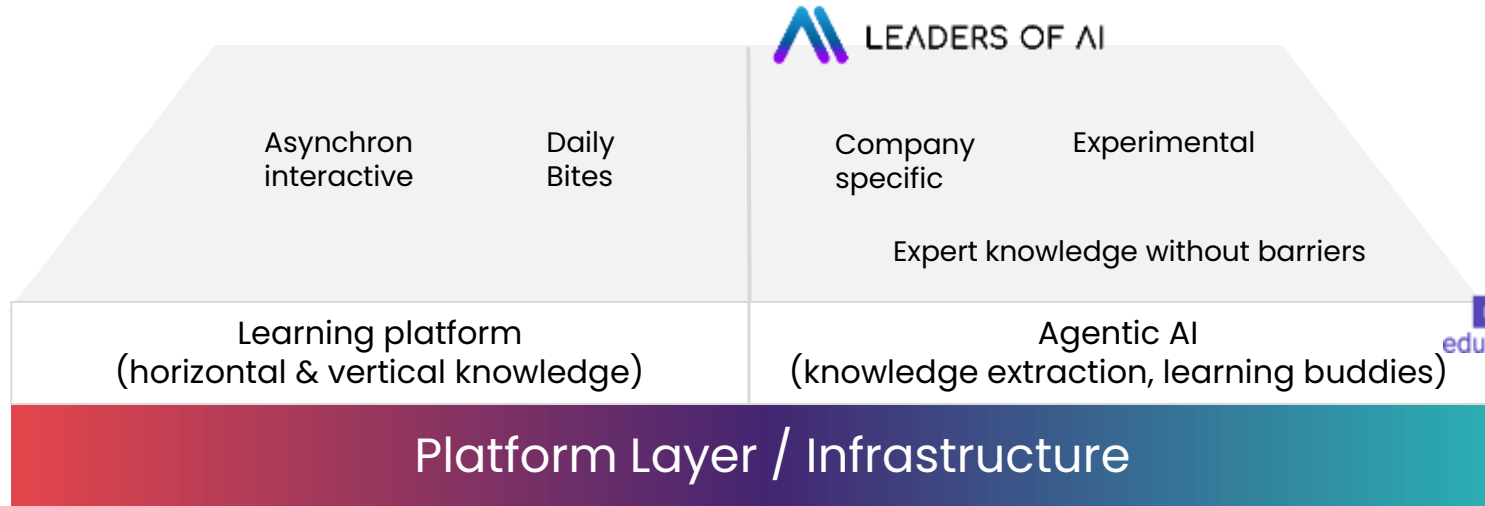 LEADERS OF AI
Asynchron
interactive
Daily
Bites
Company
specific
Experimental
Expert knowledge without barriers
Learning platform
(horizontal & vertical knowledge)
Agentic AI
(knowledge extraction, learning buddies)
edu
Platform Layer / Infrastructure